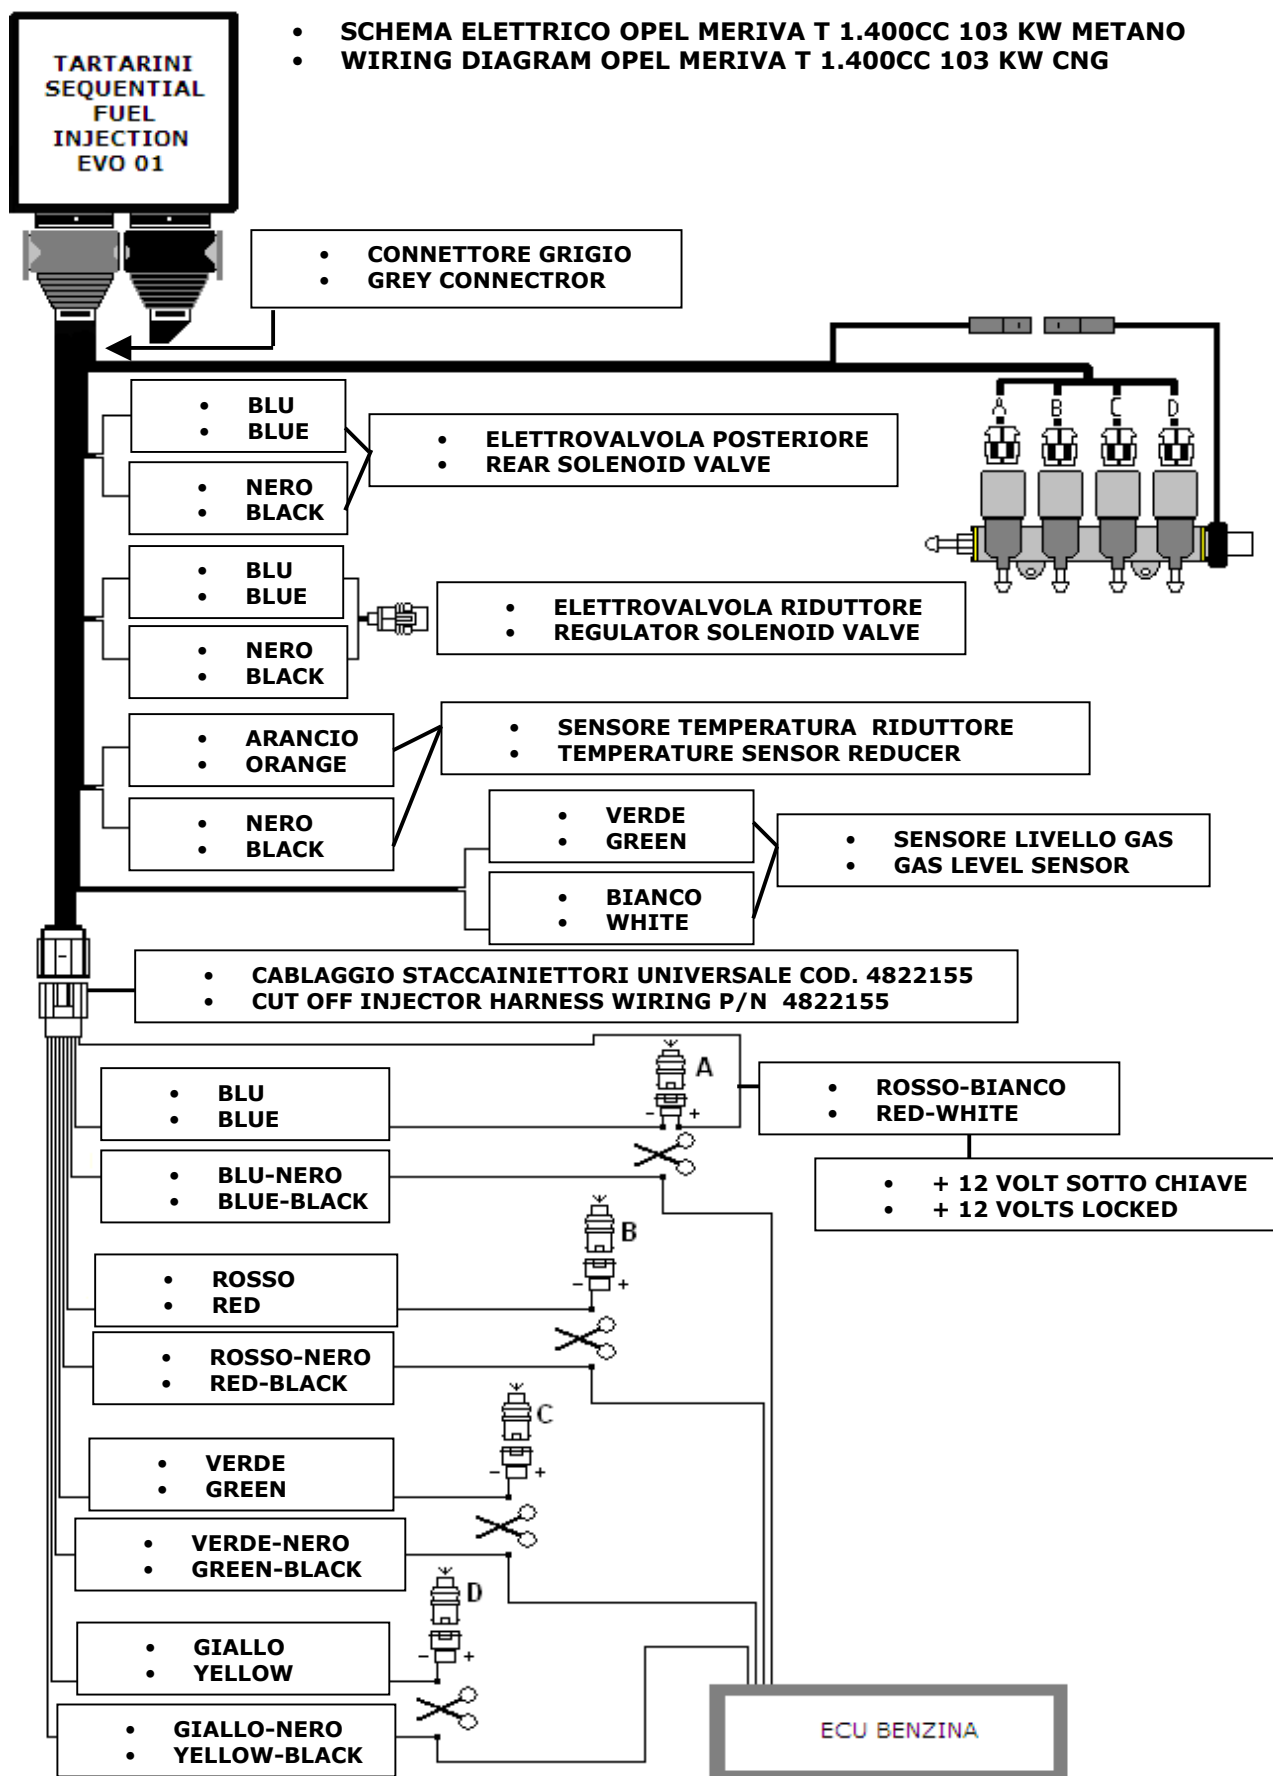 • SCHEMA ELETTRICO OPEL MERIVA T 1.400CC 103 KW METANO
• WIRING DIAGRAM OPEL MERIVA T 1.400CC 103 KW CNG
TARTARINI
SEQUENTIAL
FUEL
INJECTION
EVO 01
• CONNETTORE GRIGIO
• GREY CONNECTROR
A B C D
• BLU
• BLUE
• NERO
• BLACK
• ELETTROVALVOLA POSTERIORE
• REAR SOLENOID VALVE
• BLU
• BLUE
• NERO
• BLACK
• ELETTROVALVOLA RIDUTTORE
• REGULATOR SOLENOID VALVE
• ARANCIO
• ORANGE
• NERO
• BLACK
• SENSORE TEMPERATURA RIDUTTORE
• TEMPERATURE SENSOR REDUCER
• VERDE
• GREEN
• BIANCO
• WHITE
• SENSORE LIVELLO GAS
• GAS LEVEL SENSOR
• CABLAGGIO STACCAINIETTORI UNIVERSALE COD. 4822155
• CUT OFF INJECTOR HARNESS WIRING P/N 4822155
• BLU
• BLUE
A
- +
• ROSSO-BIANCO
• RED-WHITE
• BLU-NERO
• BLUE-BLACK
• + 12 VOLT SOTTO CHIAVE
• + 12 VOLTS LOCKED
B
- +
• ROSSO
• RED
• ROSSO-NERO
• RED-BLACK
C
- +
• VERDE
• GREEN
• VERDE-NERO
• GREEN-BLACK
D
- +
• GIALLO
• YELLOW
• GIALLO-NERO
• YELLOW-BLACK
ECU BENZINA